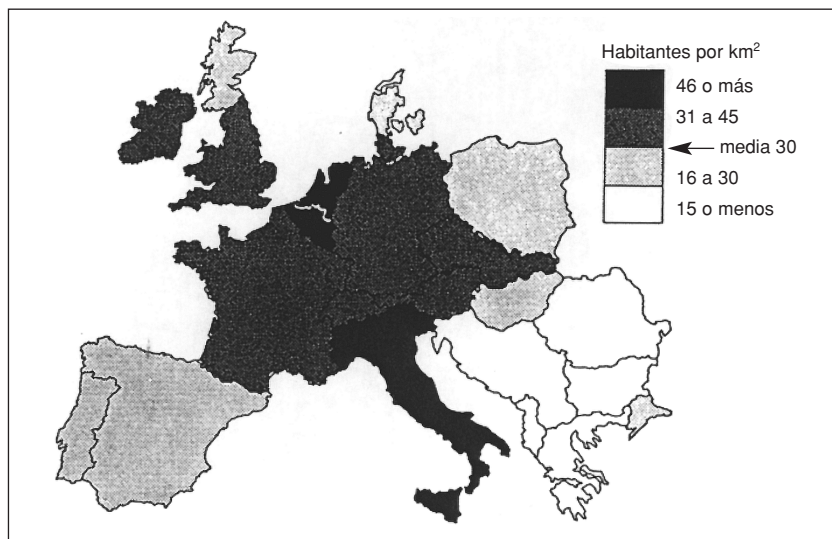 Habitantes por km²
46 o más
31 a 45
media 30
16 a 30
15 o menos